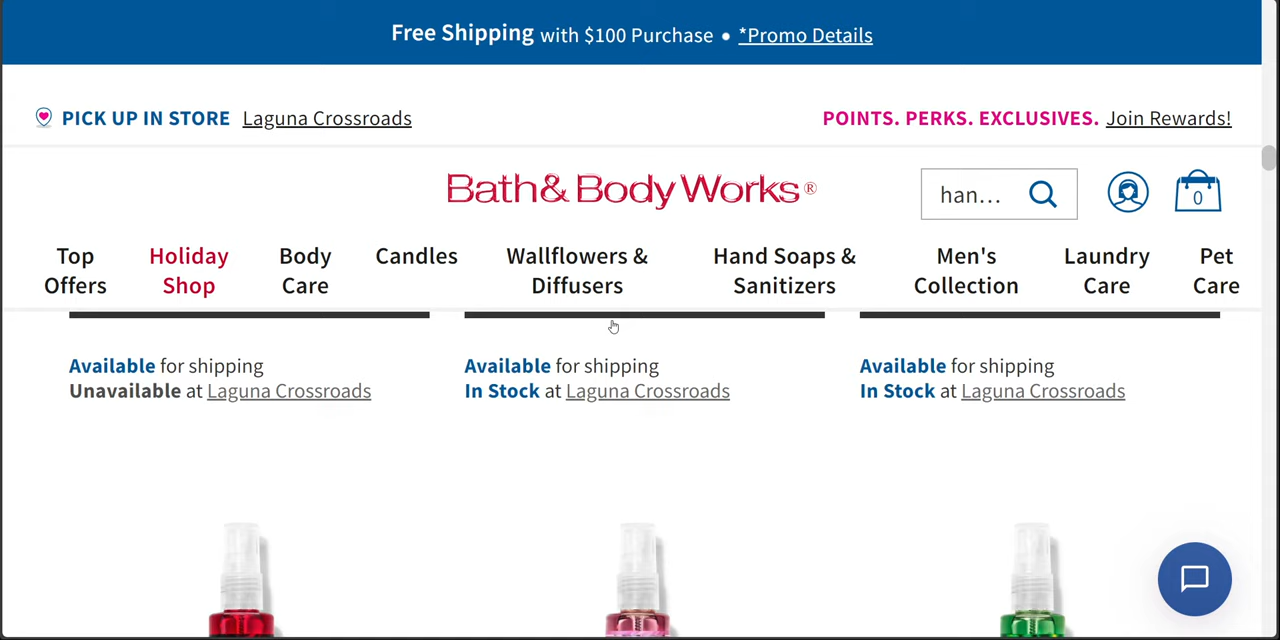 Free Shipping with $100 Purchase • *Promo Details
PICK UP IN STORE Laguna Crossroads
POINTS. PERKS. EXCLUSIVES. Join Rewards!
Bath & Body Works®
han...
0
Top Offers
Holiday Shop
Body Care
Candles
Wallflowers & Diffusers
Hand Soaps & Sanitizers
Men's Collection
Laundry Care
Pet Care
Available for shipping
Unavailable at Laguna Crossroads
Available for shipping
In Stock at Laguna Crossroads
Available for shipping
In Stock at Laguna Crossroads